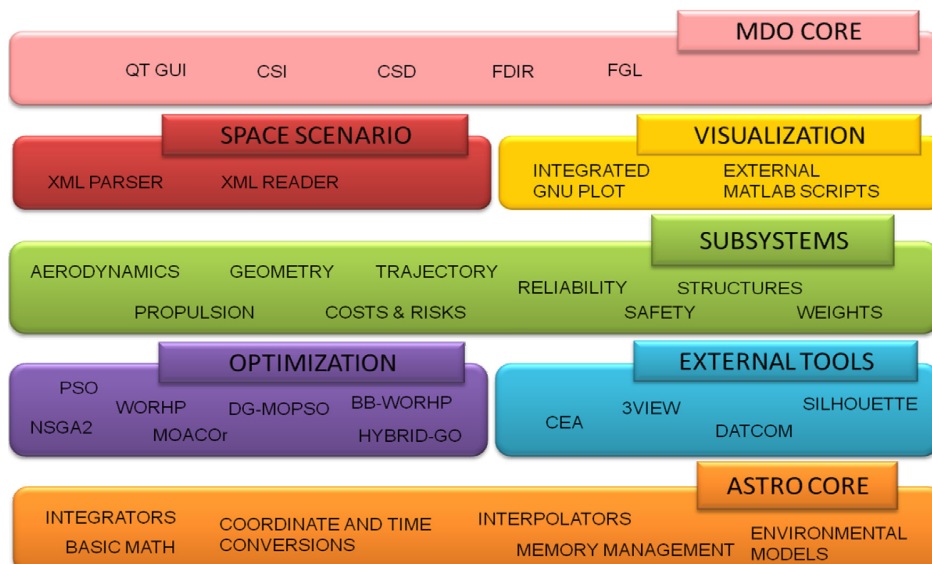 MDO CORE
QT GUI CSI CSD FDIR FGL
SPACE SCENARIO
XML PARSER XML READER
VISUALIZATION
INTEGRATED
GNU PLOT
EXTERNAL
MATLAB SCRIPTS
SUBSYSTEMS
AERODYNAMICS GEOMETRY TRAJECTORY
RELIABILITY STRUCTURES
PROPULSION COSTS & RISKS SAFETY WEIGHTS
OPTIMIZATION
PSO
WORHP DG-MOPSO BB-WORHP
NSGA2 MOACOr HYBRID-GO
EXTERNAL TOOLS
SILHOUETTE
3VIEW
CEA DATCOM
ASTRO CORE
INTEGRATORS
BASIC MATH
COORDINATE AND TIME
CONVERSIONS
INTERPOLATORS
MEMORY MANAGEMENT
ENVIRONMENTAL
MODELS